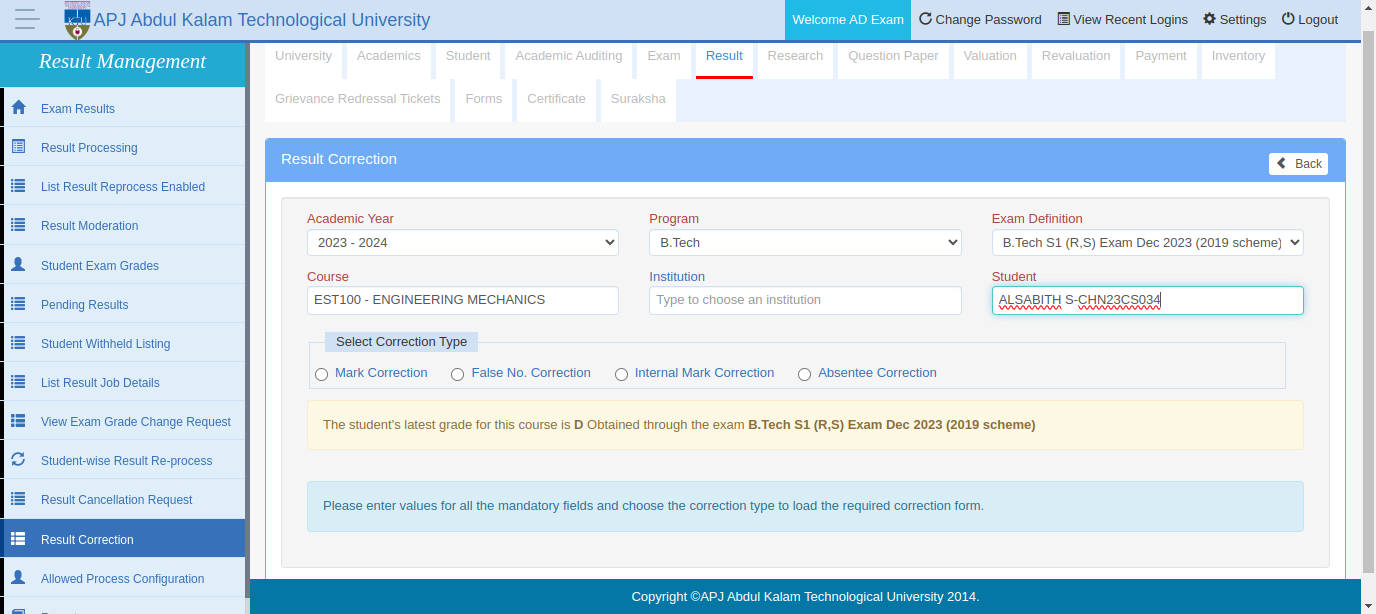 APJ Abdul Kalam Technological University
Welcome AD Exam Change Password View Recent Logins Settings Logout
Result Management
Exam Results
Result Processing
List Result Reprocess Enabled
Result Moderation
Student Exam Grades
Pending Results
Student Withheld Listing
List Result Job Details
View Exam Grade Change Request
Student-wise Result Re-process
Result Cancellation Request
Result Correction
Allowed Process Configuration
University Academics Student Academic Auditing Exam Result Research Question Paper Valuation Revaluation Payment Inventory
Grievance Redressal Tickets Forms Certificate Suraksha
Result Correction
Back
Academic Year Program Exam Definition
2023 - 2024 B.Tech B.Tech S1 (R,S) Exam Dec 2023 (2019 scheme)
Course Institution Student
EST100 - ENGINEERING MECHANICS Type to choose an institution ALSABITH S-CHN23CS034
Select Correction Type
Mark Correction False No. Correction Internal Mark Correction Absentee Correction
The student's latest grade for this course is D Obtained through the exam B.Tech S1 (R,S) Exam Dec 2023 (2019 scheme)
Please enter values for all the mandatory fields and choose the correction type to load the required correction form.
Copyright ©APJ Abdul Kalam Technological University 2014.